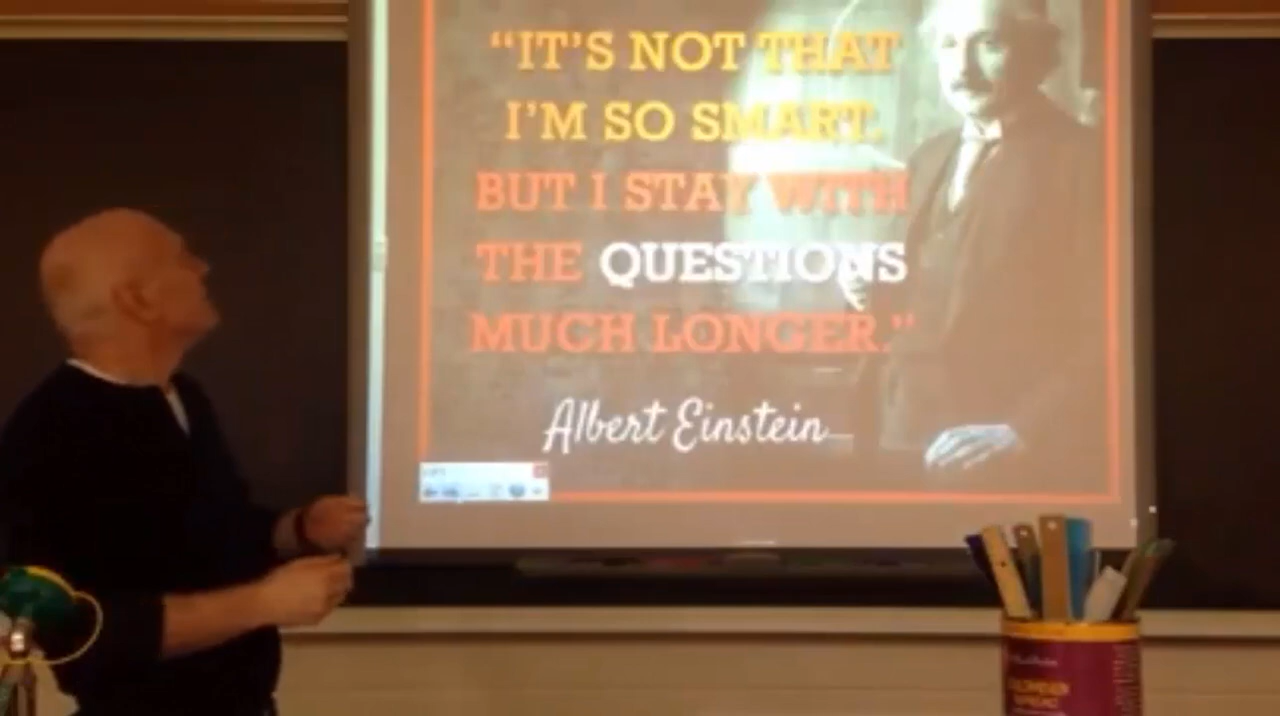 “IT’S NOT THAT
I’M SO SMART.
BUT I STAY WITH
THE QUESTIONS
MUCH LONGER.”
Albert Einstein